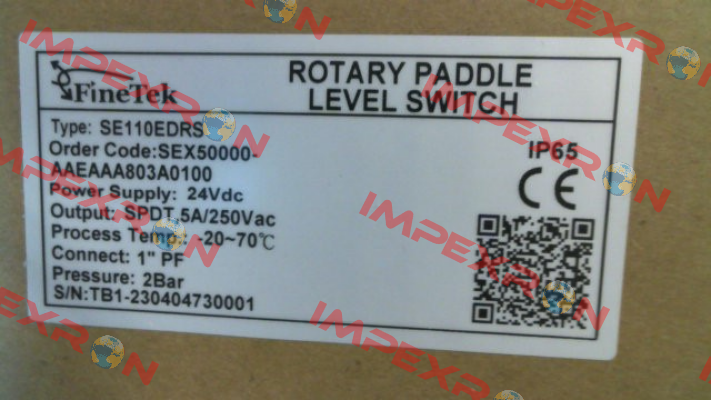 FineTek
ROTARY PADDLE
LEVEL SWITCH
Type: SE110EDRS
Order Code:SEX50000-
AAEAAA803A0100
Power Supply: 24Vdc
Output: SPDT,5A/250Vac
Process Temp.: -20~70℃
Connect: 1" PF
Pressure: 2Bar
S/N:TB1-230404730001
IP65
CE
IMPEXRON
IMPEXRON
IMPEXRON
IMPEXRON
IMPEXRON
IMPEXRON